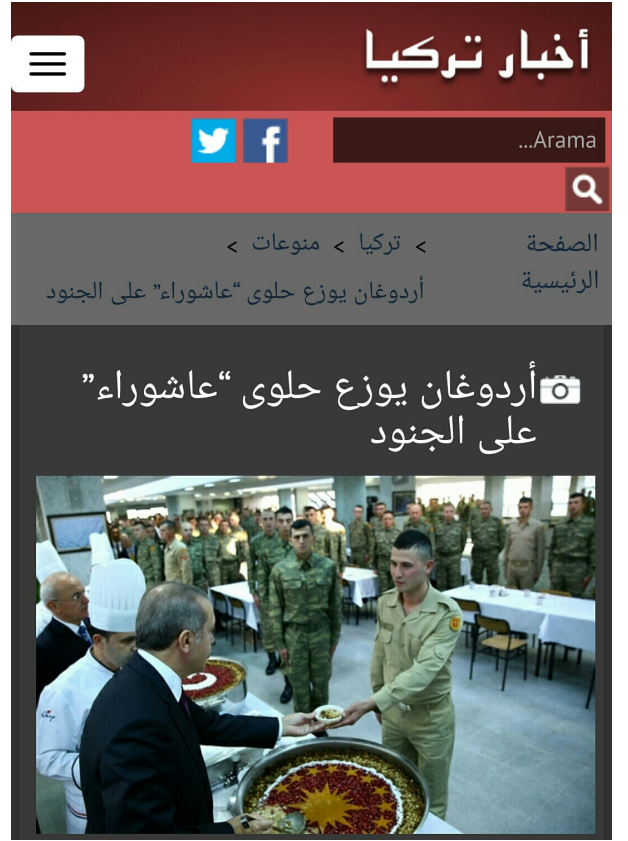 أخبار تركيا
Arama...
الصفحة الرئيسية > تركيا > منوعات >
أردوغان يوزع حلوى “عاشوراء” على الجنود
أردوغان يوزع حلوى “عاشوراء”
على الجنود